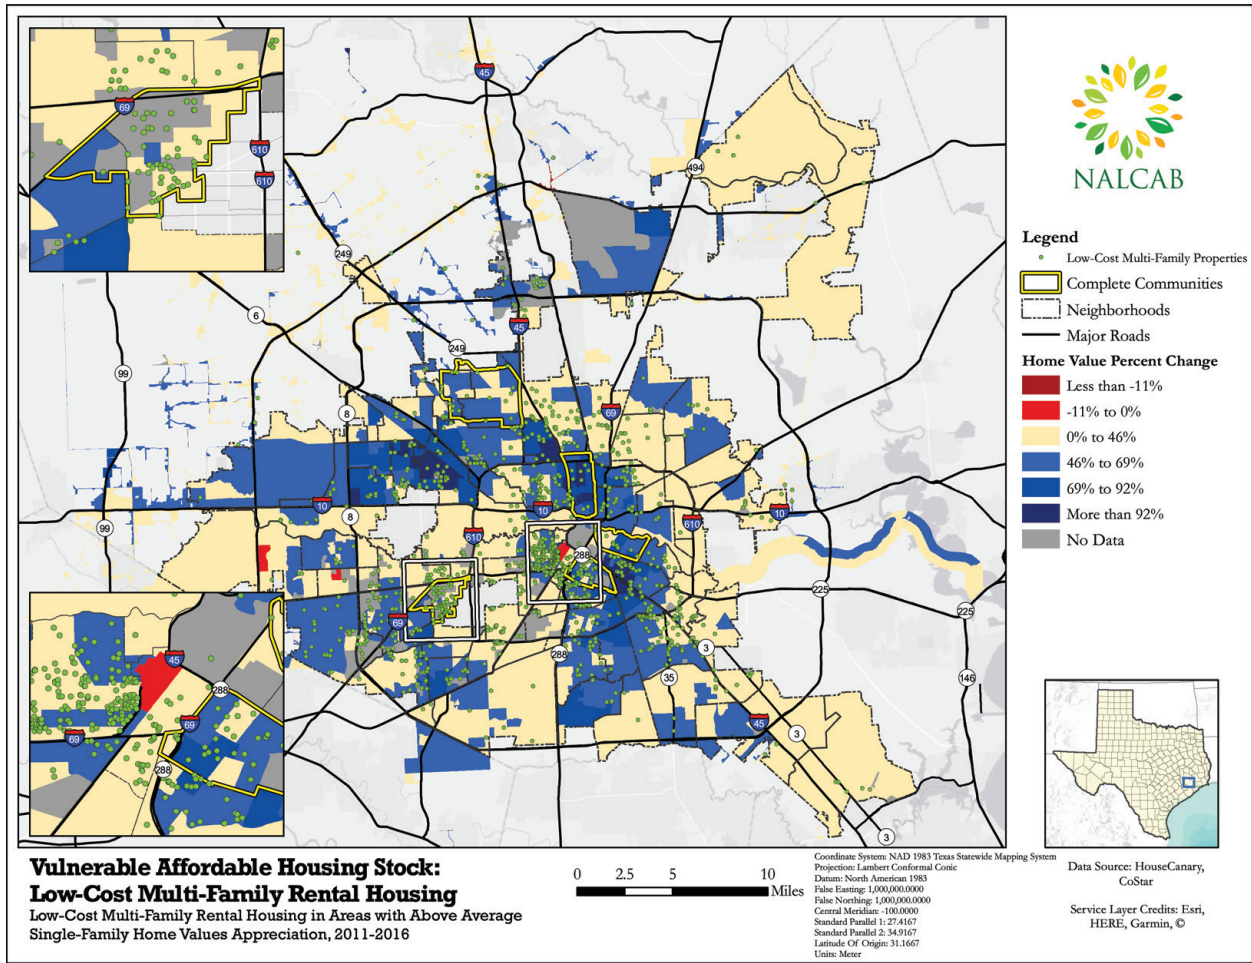 69
610
610
45
494
249
6
45
249
99
8
69
10
8
99
10
610
10
610
288
69
225
225
288
3
35
146
45
3
3
45
288
69
69
288
NALCAB
Legend
Low-Cost Multi-Family Properties
Complete Communities
Neighborhoods
Major Roads
Home Value Percent Change
Less than -11%
-11% to 0%
0% to 46%
46% to 69%
69% to 92%
More than 92%
No Data
Vulnerable Affordable Housing Stock:
Low-Cost Multi-Family Rental Housing
Low-Cost Multi-Family Rental Housing in Areas with Above Average
Single-Family Home Values Appreciation, 2011-2016
0 2.5 5 10
Miles
Coordinate System: NAD 1983 Texas Statewide Mapping System
Projection: Lambert Conformal Conic
Datum: North American 1983
False Easting: 1,000,000.0000
False Northing: 1,000,000.0000
Central Meridian: -100.0000
Standard Parallel 1: 27.4167
Standard Parallel 2: 34.9167
Latitude Of Origin: 31.1667
Units: Meter
Data Source: HouseCanary,
CoStar
Service Layer Credits: Esri,
HERE, Garmin, ©